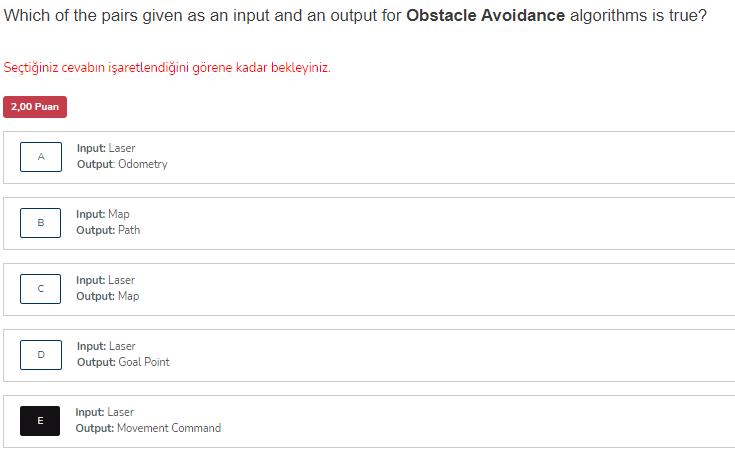 Which of the pairs given as an input and an output for Obstacle Avoidance algorithms is true?
Seçtiğiniz cevabın işaretlendiğini görene kadar bekleyiniz.
2,00 Puan
A
Input: Laser
Output: Odometry
B
Input: Map
Output: Path
C
Input: Laser
Output: Map
D
Input: Laser
Output: Goal Point
E
Input: Laser
Output: Movement Command